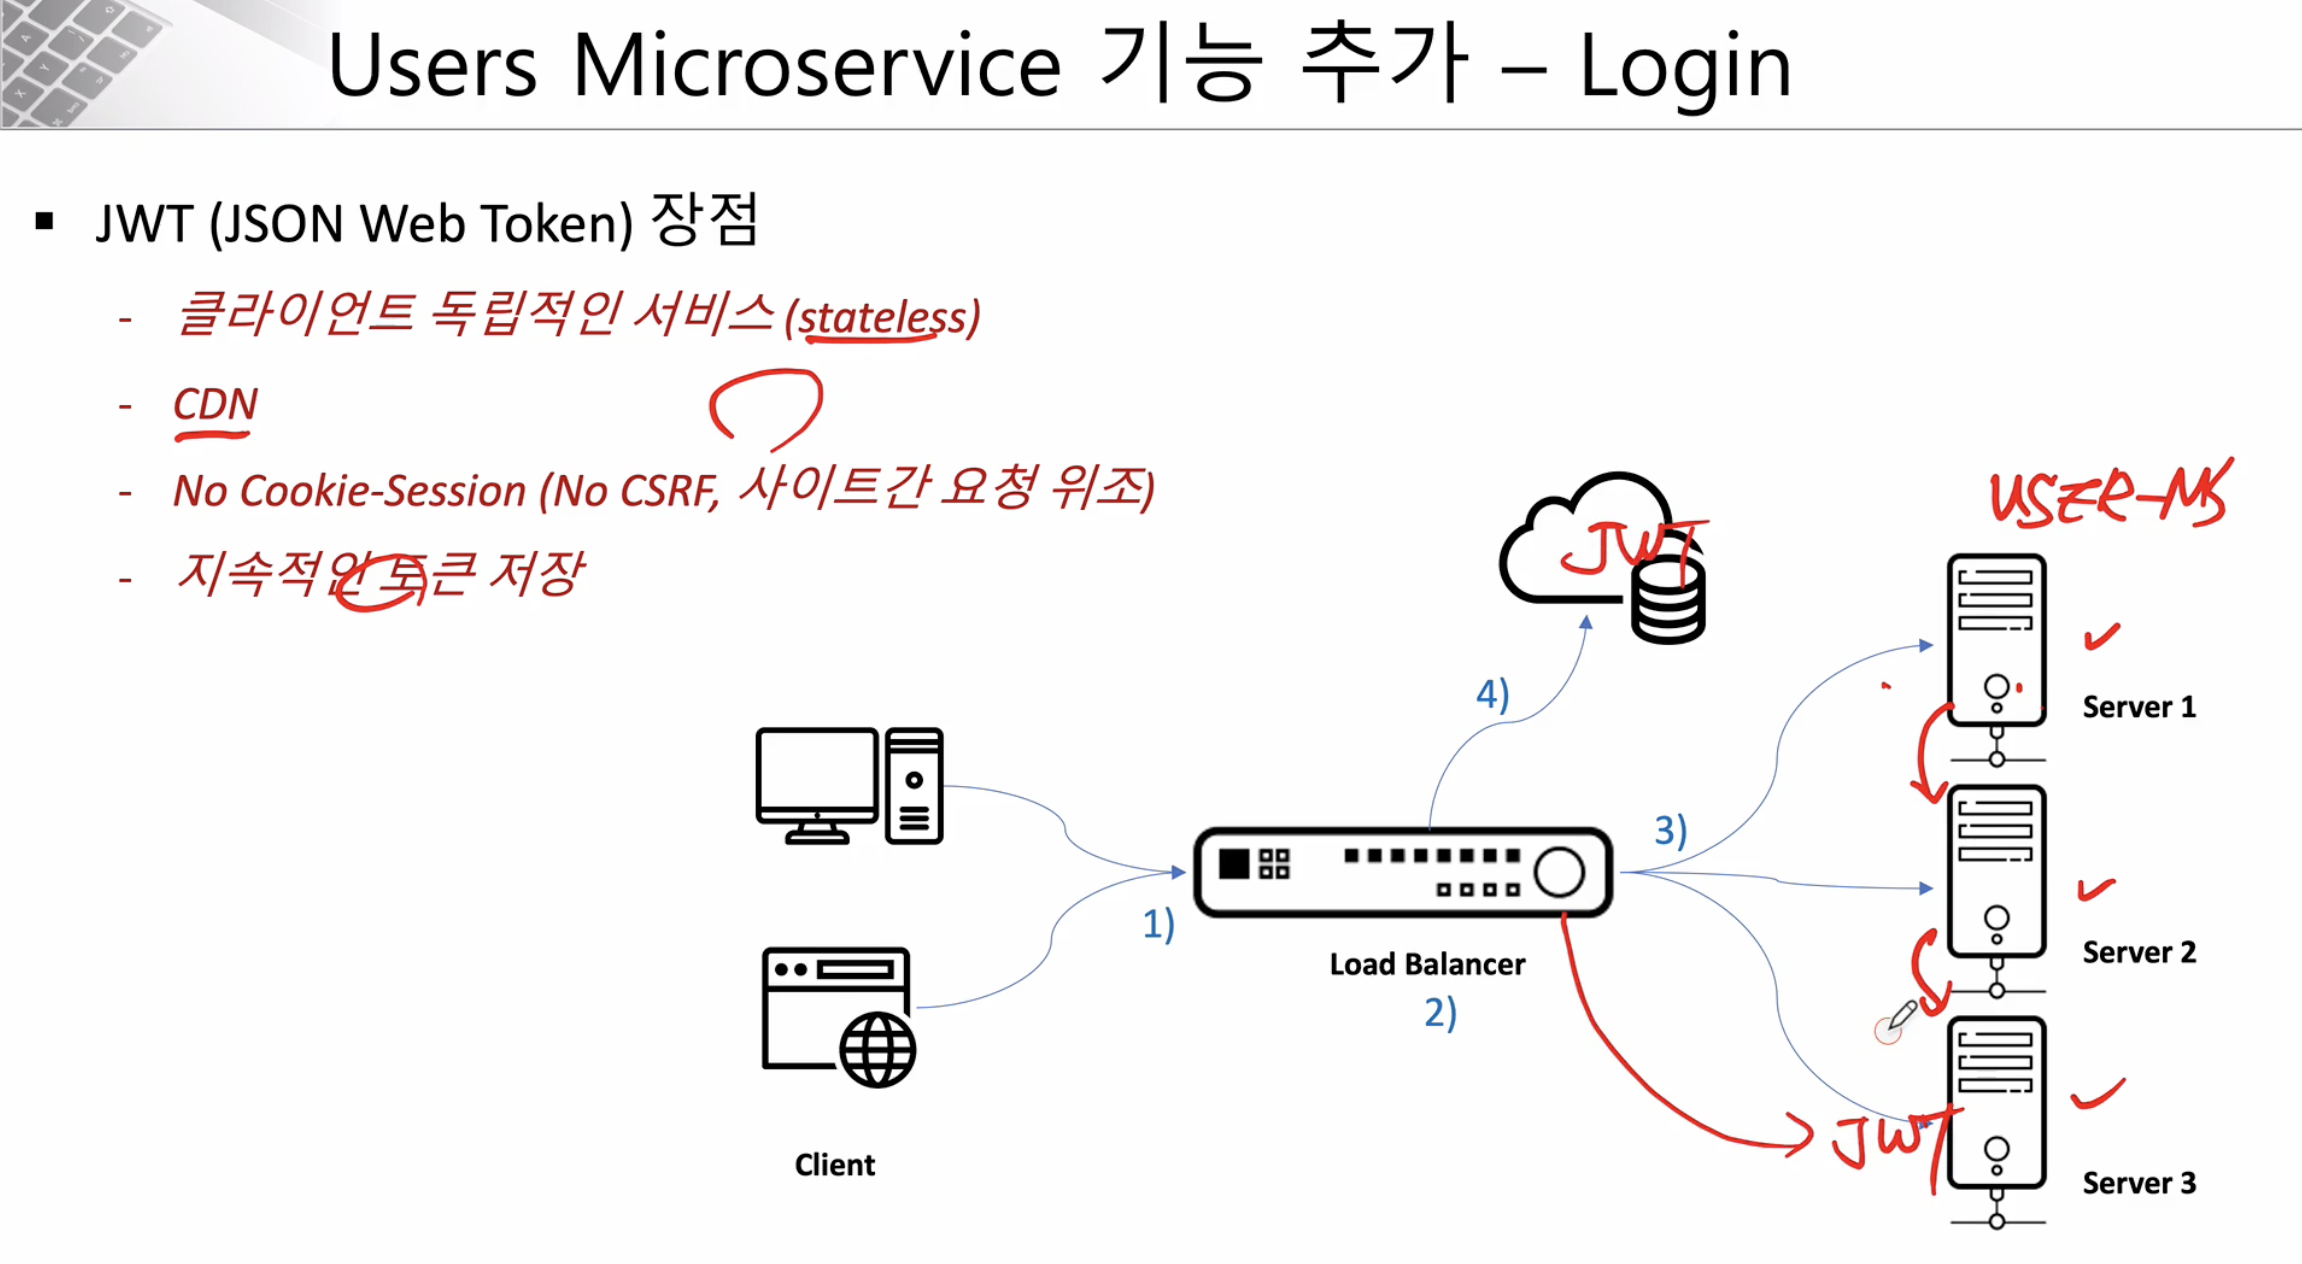 Users Microservice 기능 추가 – Login
▪ JWT (JSON Web Token) 장점
- 클라이언트 독립적인 서비스 (stateless)
- CDN
- No Cookie-Session (No CSRF, 사이트간 요청 위조)
- 지속적인 토큰 저장
JWT
USER-MS
4)
Server 1
3)
1)
Load Balancer
Server 2
2)
JWT
Client
Server 3